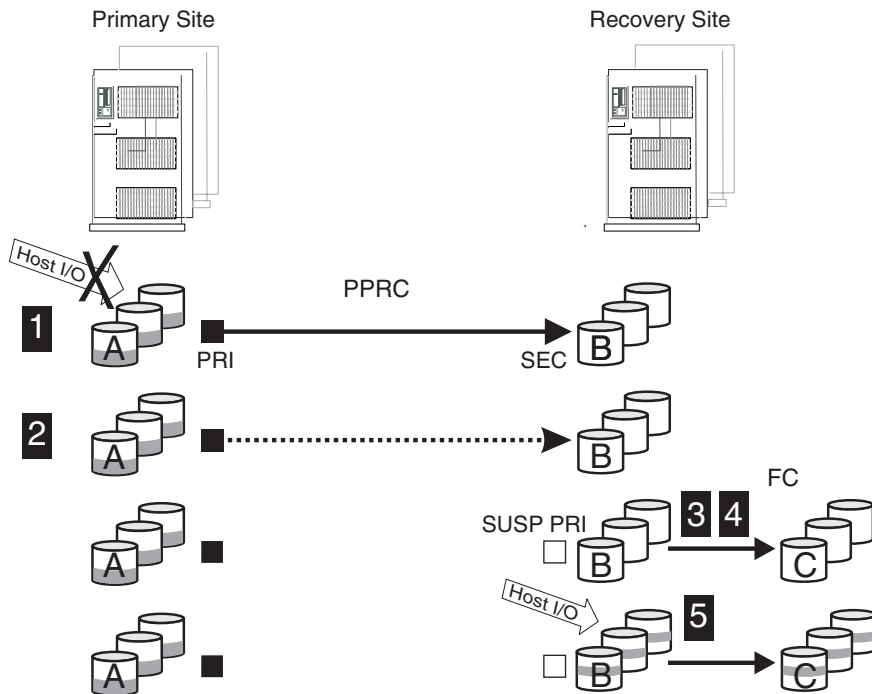 Primary Site
Recovery Site
Host I/O
1
A
PRI
PPRC
SEC
B
2
A
B
FC
A
SUSP PRI
B
3 4
C
Host I/O
5
A
B
C